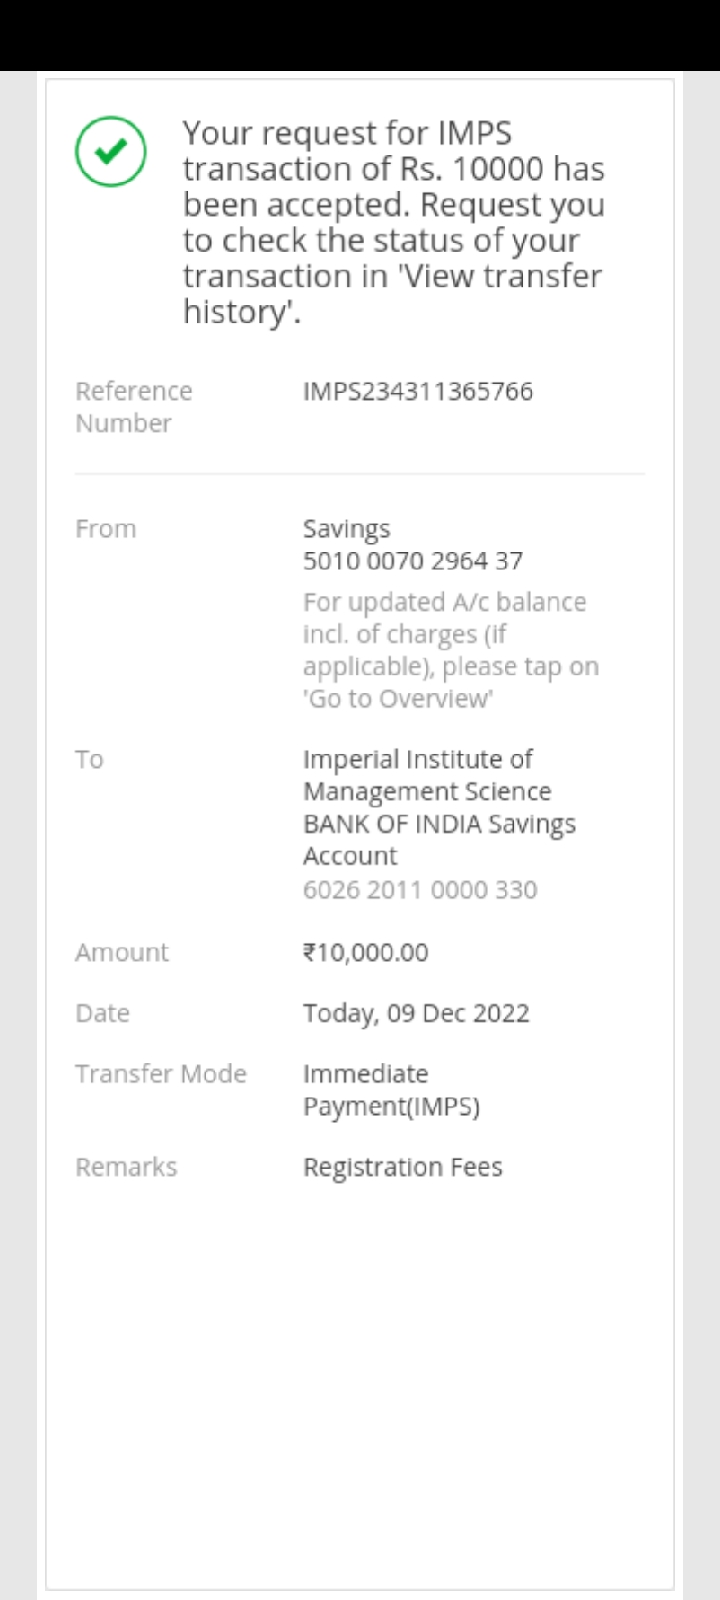 Your request for IMPS
transaction of Rs. 10000 has
been accepted. Request you
to check the status of your
transaction in 'View transfer
history'.
Reference
Number
IMPS234311365766
From
Savings
5010 0070 2964 37
For updated A/c balance
incl. of charges (if
applicable), please tap on
'Go to Overview'
To
Imperial Institute of
Management Science
BANK OF INDIA Savings
Account
6026 2011 0000 330
Amount
₹10,000.00
Date
Today, 09 Dec 2022
Transfer Mode
Immediate
Payment(IMPS)
Remarks
Registration Fees